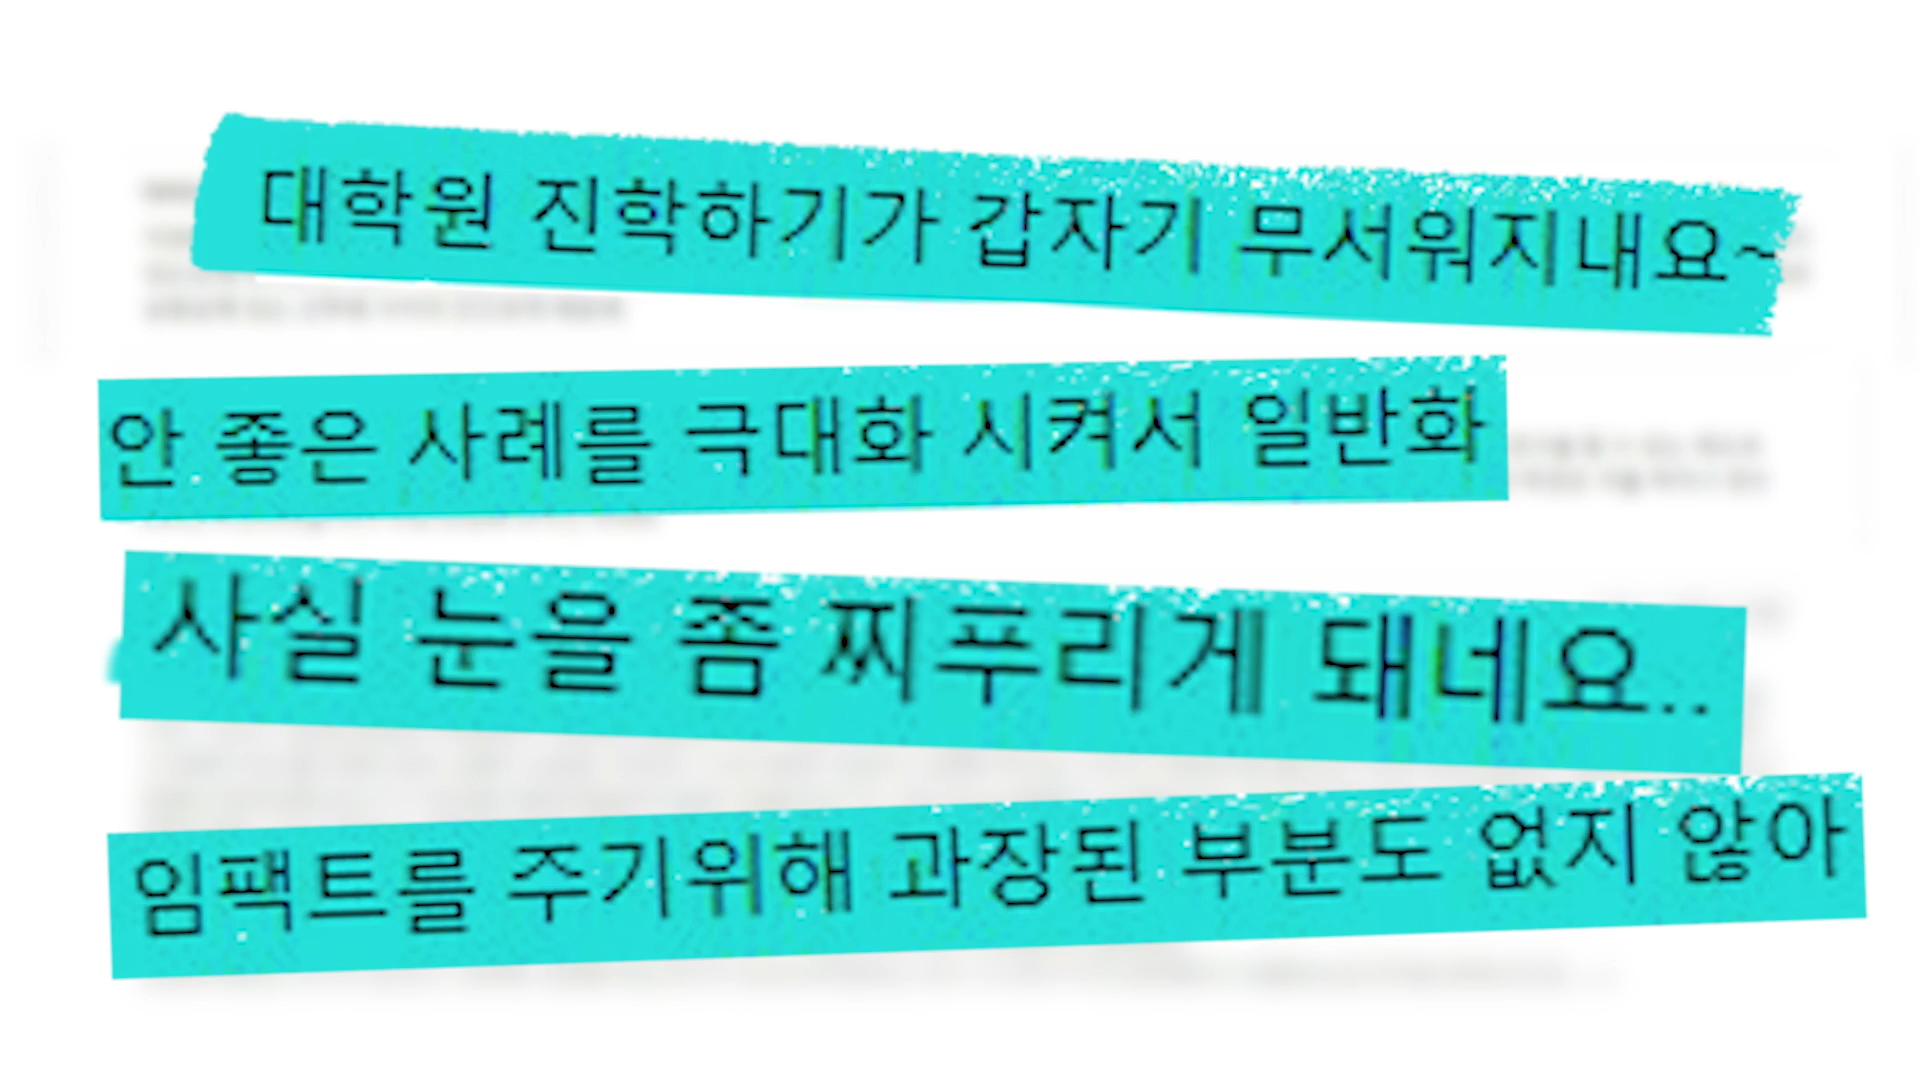 대학원 진학하기가 갑자기 무서워지내요~
안 좋은 사례를 극대화 시켜서 일반화
사실 눈을 좀 찌푸리게 돼네요..
임팩트를 주기위해 과장된 부분도 없지 않아